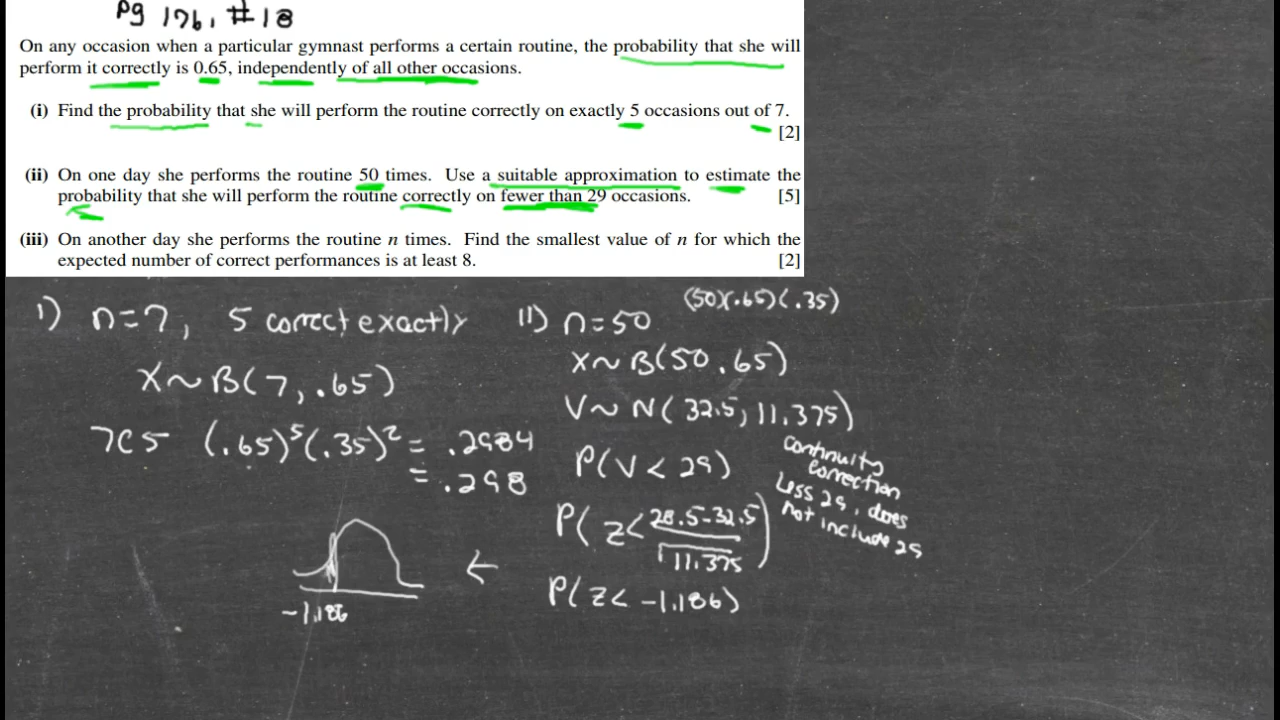 pg 176, #18
On any occasion when a particular gymnast performs a certain routine, the probability that she will
perform it correctly is 0.65, independently of all other occasions.
(i) Find the probability that she will perform the routine correctly on exactly 5 occasions out of 7.
[2]
(ii) On one day she performs the routine 50 times. Use a suitable approximation to estimate the
probability that she will perform the routine correctly on fewer than 29 occasions. [5]
(iii) On another day she performs the routine n times. Find the smallest value of n for which the
expected number of correct performances is at least 8. [2]
1) n=7, 5 correct exactly
X~B(7, .65)
7C5 (.65)⁵(.35)² = .2984
= .298
-1.186
11) n=50
(50)(.65)(.35)
X~B(50, .65)
V~N(32.5, 11.375)
P(V<29)
continuity
correction
Less 29, does
not include 29
P(Z< 28.5-32.5
√11.375)
←
P(Z< -1.186)